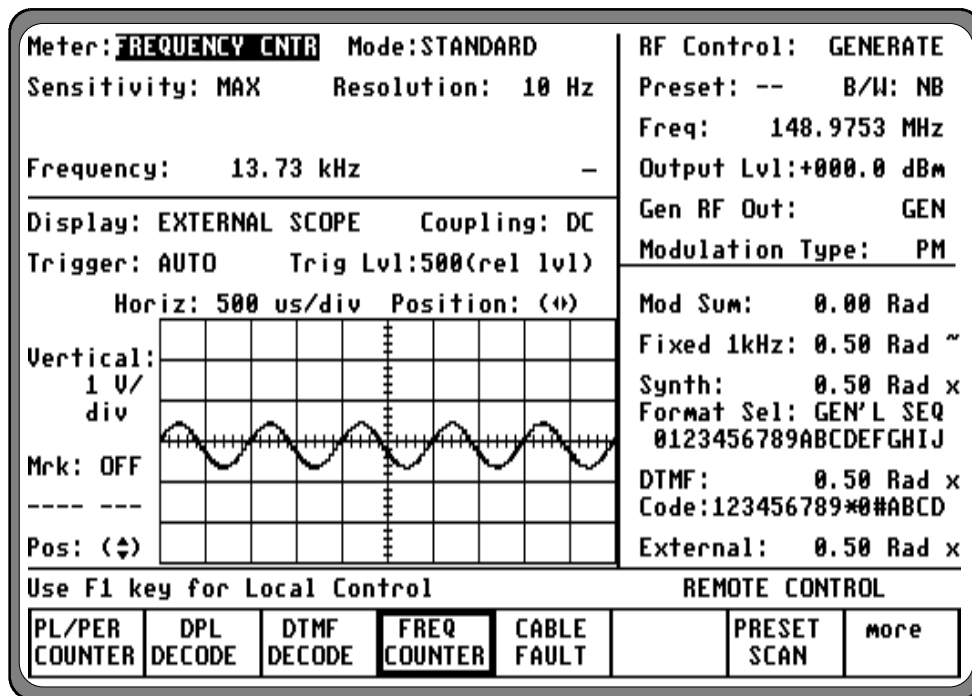 Meter:FREQUENCY CNTR Mode:STANDARD
Sensitivity: MAX Resolution: 10 Hz
Frequency: 13.73 kHz –
Display: EXTERNAL SCOPE Coupling: DC
Trigger: AUTO Trig Lvl:500(rel lvl)
Horiz: 500 us/div Position: (◂▸)
Vertical:
1 V/
div
Mrk: OFF
---- ---
Pos: (♦)
RF Control: GENERATE
Preset: -- B/W: NB
Freq: 148.9753 MHz
Output Lvl:+000.0 dBm
Gen RF Out: GEN
Modulation Type: PM
Mod Sum: 0.00 Rad
Fixed 1kHz: 0.50 Rad ~
Synth: 0.50 Rad x
Format Sel: GEN'L SEQ
0123456789ABCDEFGHIJ
DTMF: 0.50 Rad x
Code:123456789*0#ABCD
External: 0.50 Rad x
Use F1 key for Local Control REMOTE CONTROL
PL/PER COUNTER
DPL DECODE
DTMF DECODE
FREQ COUNTER
CABLE FAULT
PRESET SCAN
more